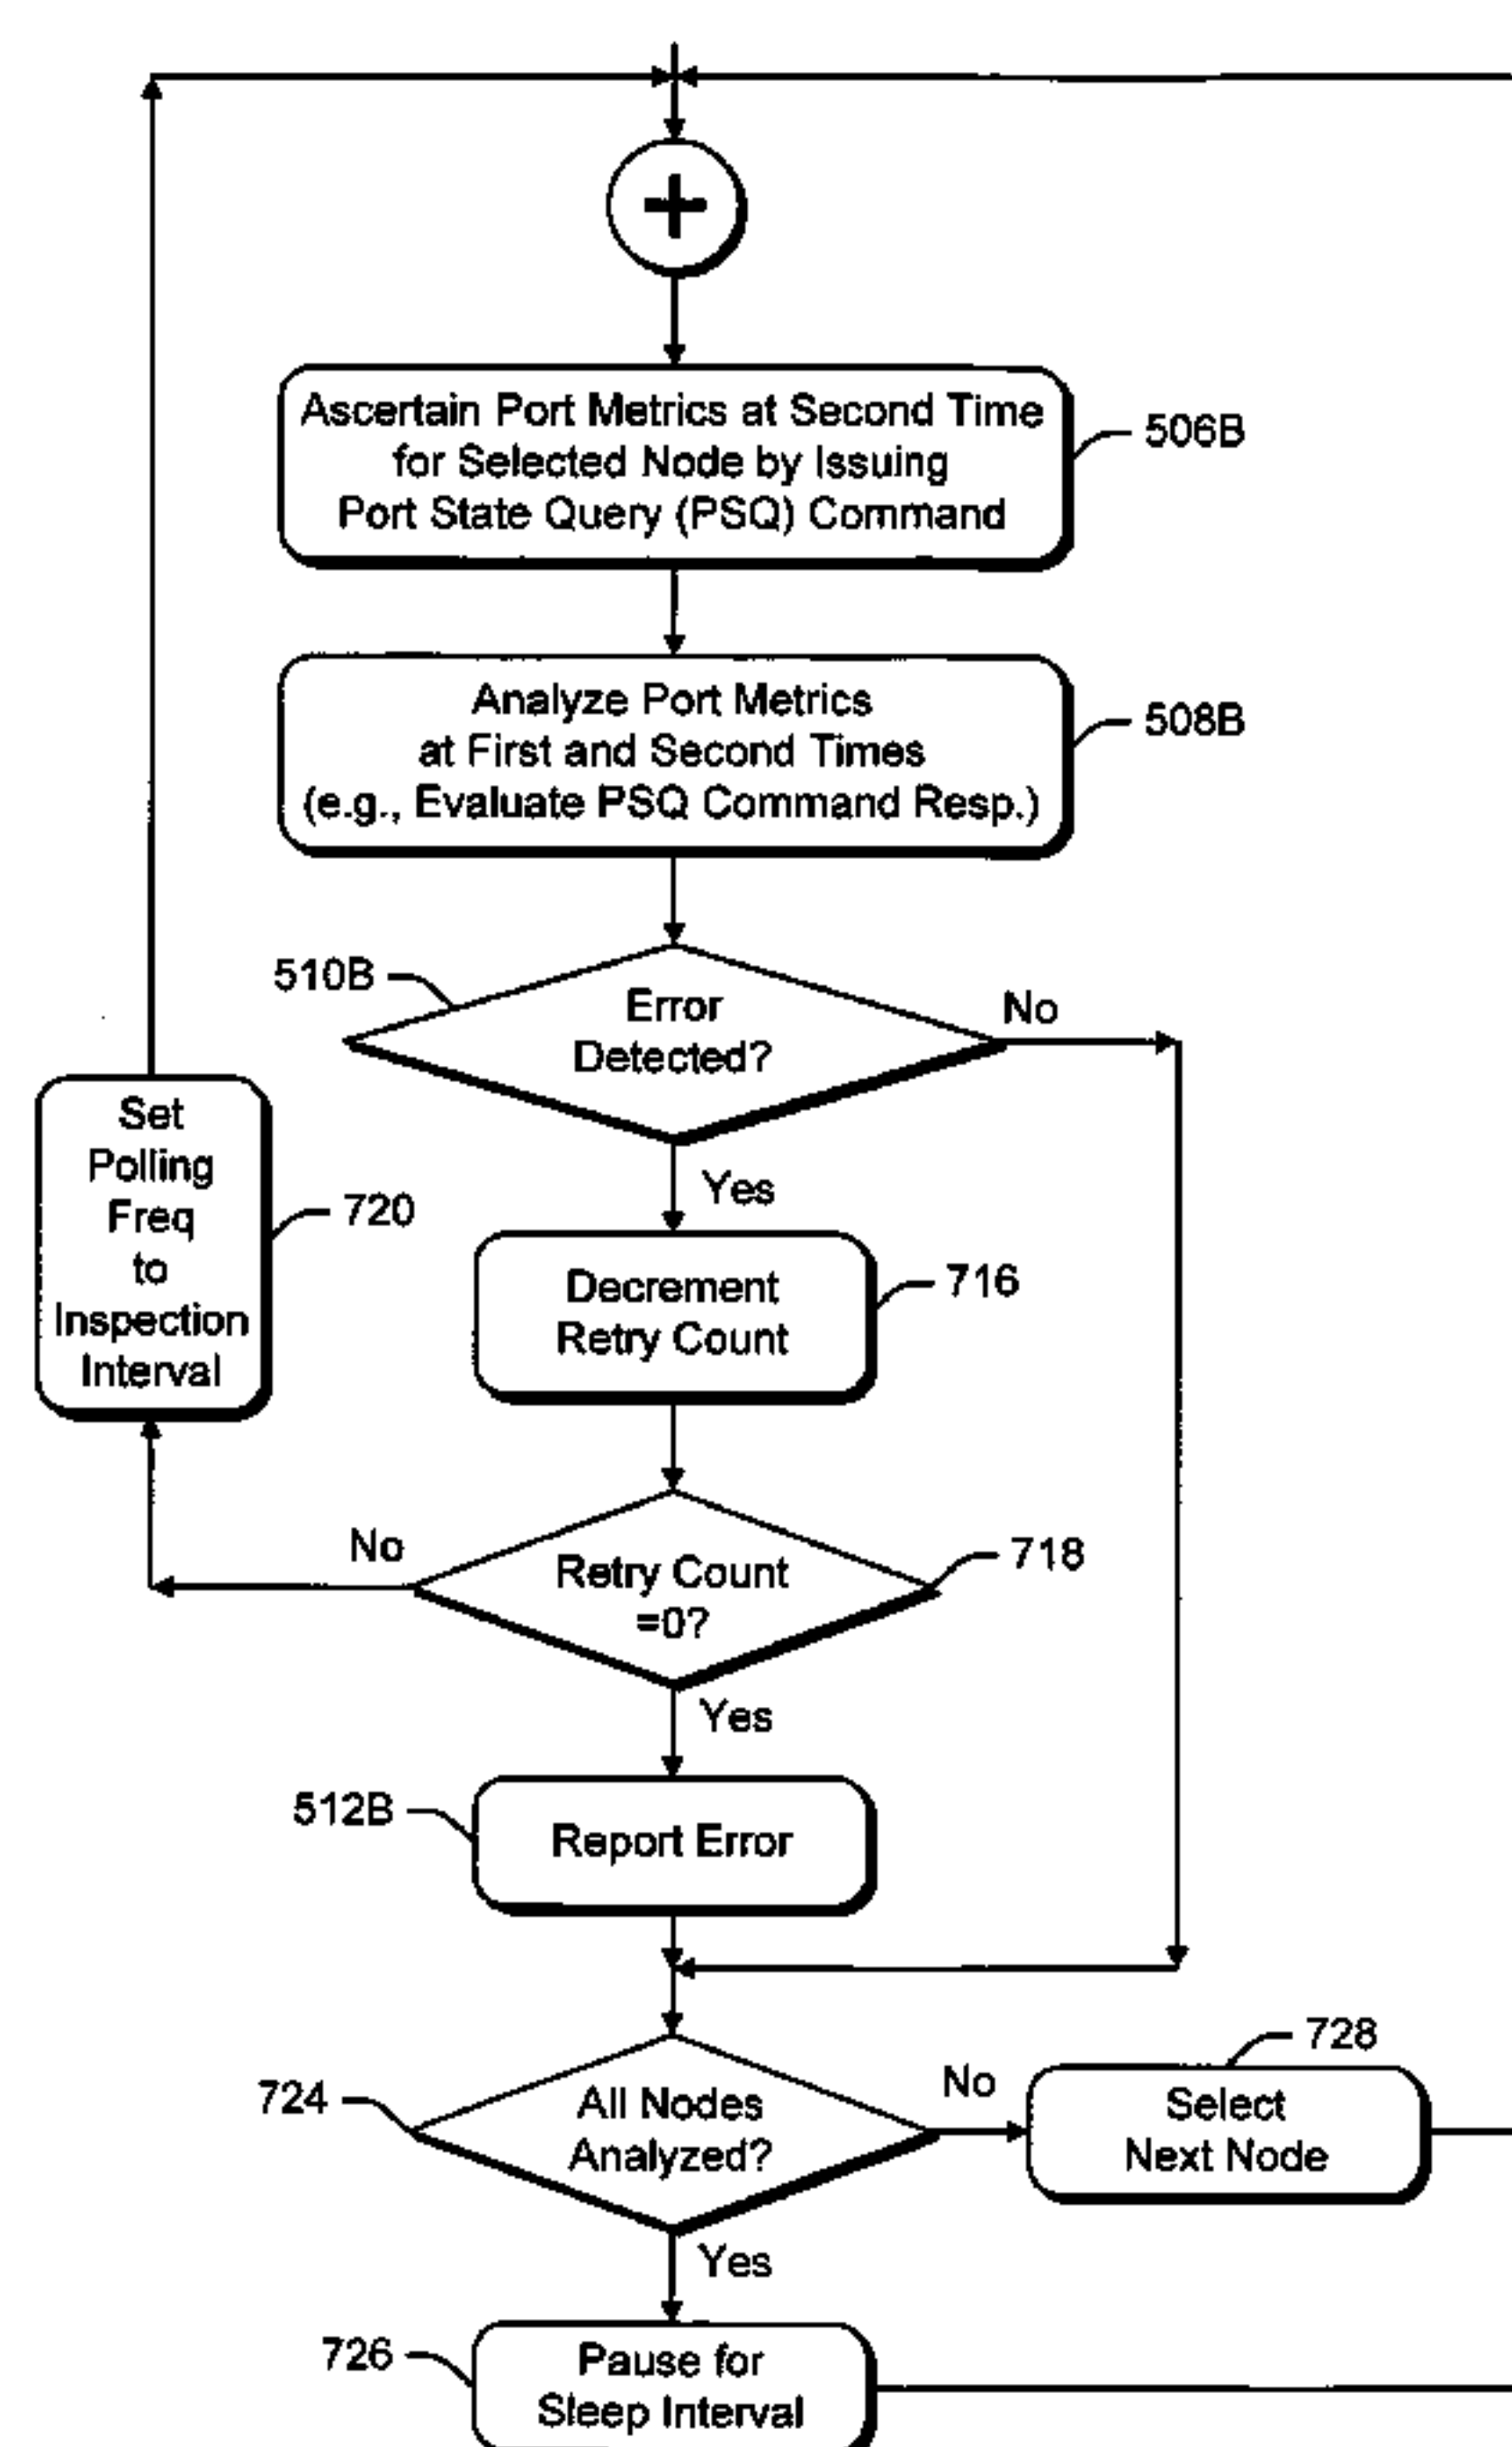 +
Ascertain Port Metrics at Second Time
for Selected Node by Issuing
Port State Query (PSQ) Command
506B
Analyze Port Metrics
at First and Second Times
(e.g., Evaluate PSQ Command Resp.)
508B
510B
Error
Detected?
No
Yes
Set
Polling
Freq
to
Inspection
Interval
720
Decrement
Retry Count
716
No
Retry Count
=0?
718
Yes
512B
Report Error
724
All Nodes
Analyzed?
No
728
Select
Next Node
Yes
726
Pause for
Sleep Interval